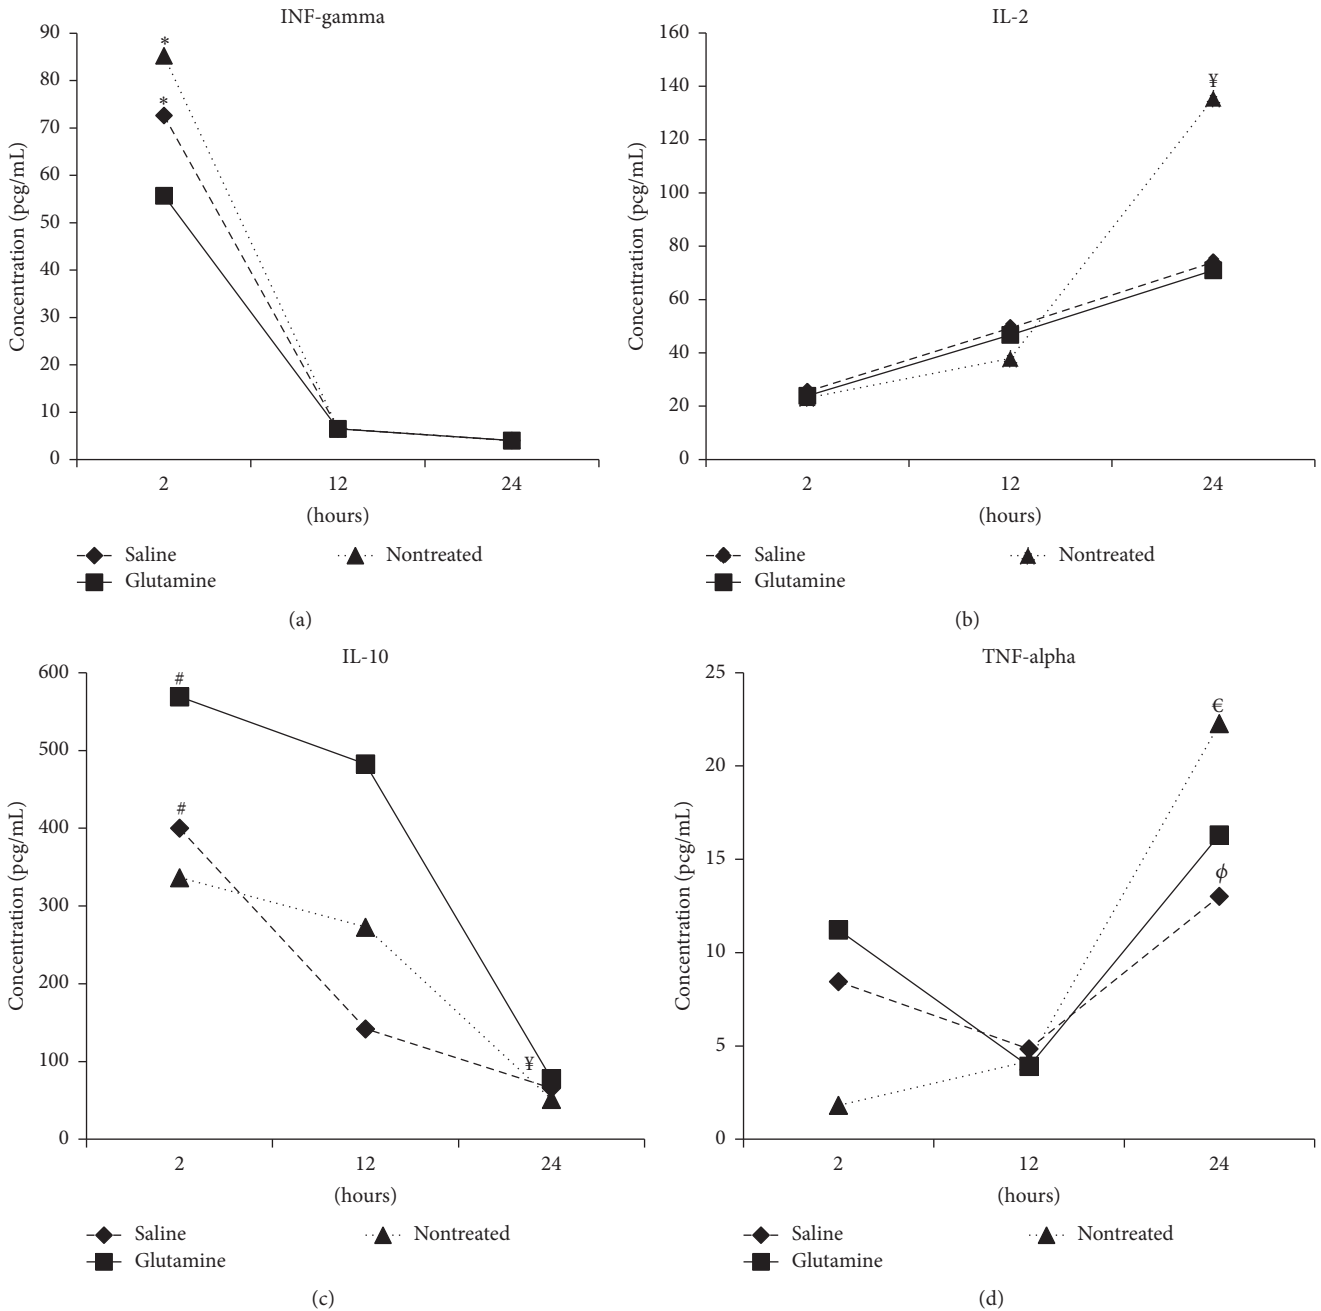 INF-gamma
90
80
70
60
50
40
30
20
10
0
Concentration (pcg/mL)
*
*
2 12 24
(hours)
Saline Nontreated
Glutamine
(a)
IL-2
160
140
120
100
80
60
40
20
0
Concentration (pcg/mL)
¥
2 12 24
(hours)
Saline Nontreated
Glutamine
(b)
IL-10
600
500
400
300
200
100
0
Concentration (pcg/mL)
#
#
¥
2 12 24
(hours)
Saline Nontreated
Glutamine
(c)
TNF-alpha
25
20
15
10
5
0
Concentration (pcg/mL)
€
ϕ
2 12 24
(hours)
Saline Nontreated
Glutamine
(d)